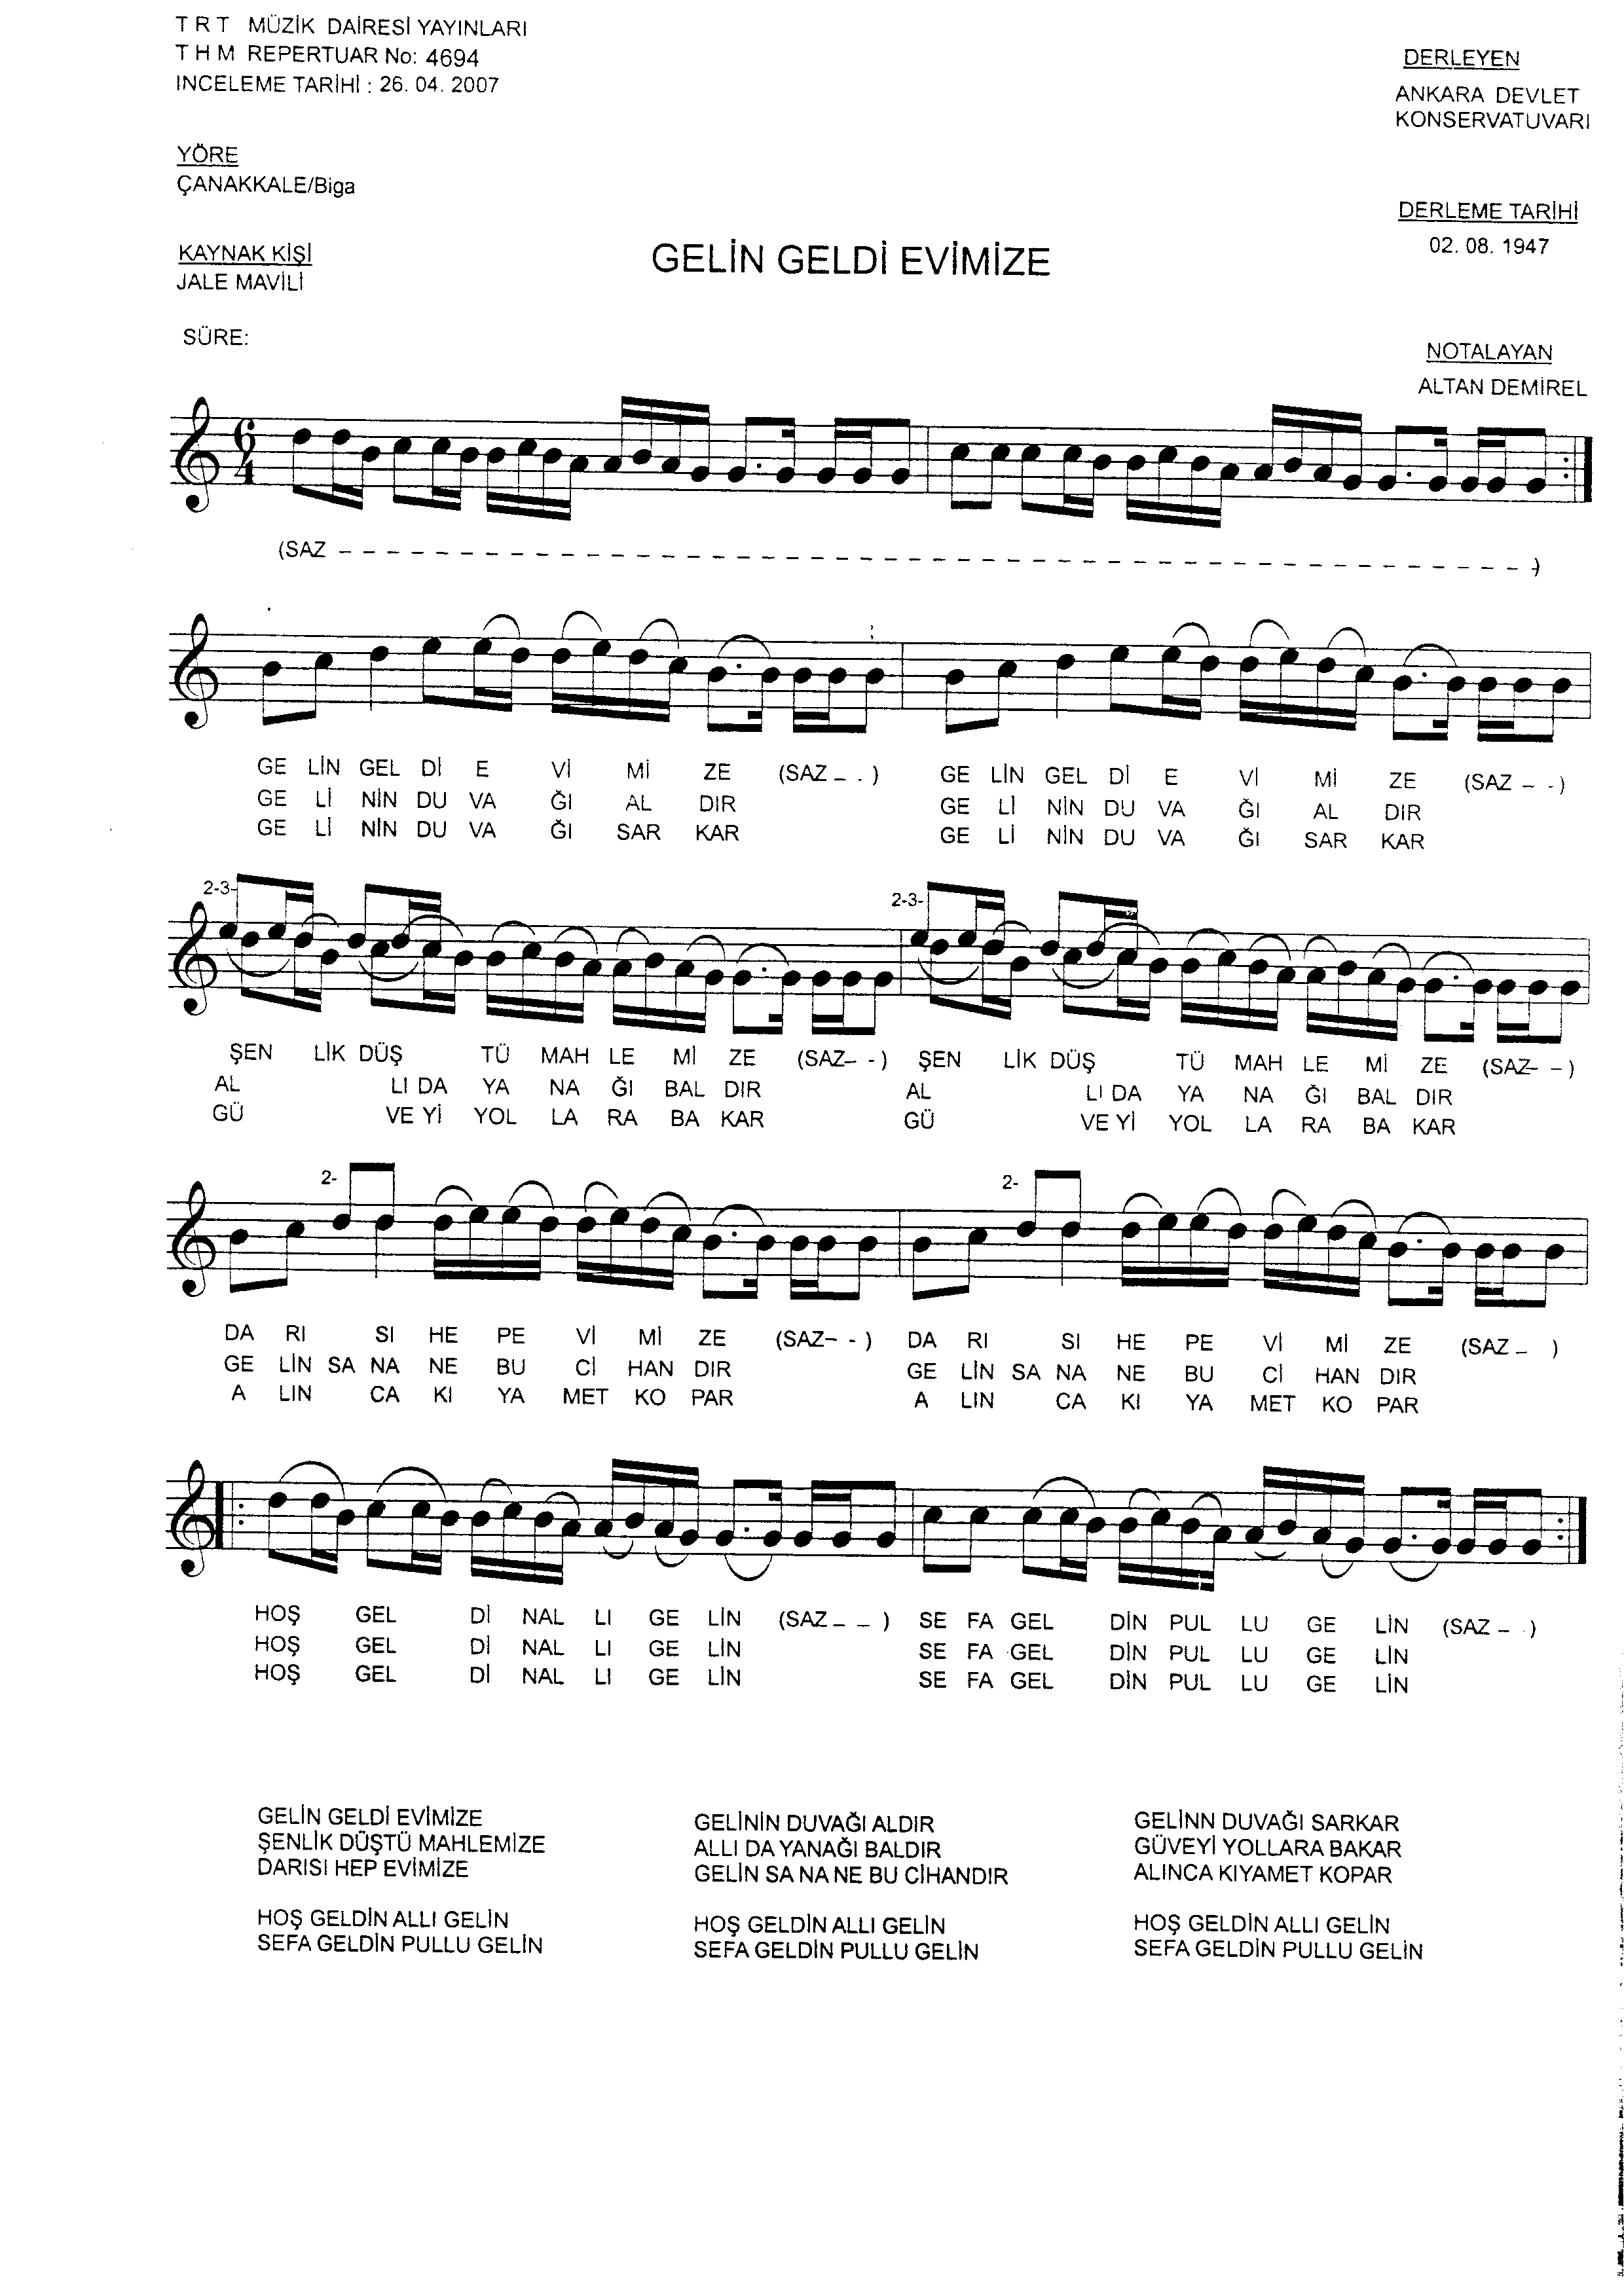 T R T MÜZİK DAİRESİ YAYINLARI
T H M REPERTUAR No: 4694
INCELEME TARİHİ : 26. 04. 2007
DERLEYEN
ANKARA DEVLET
KONSERVATUVARI
YÖRE
ÇANAKKALE/Biga
DERLEME TARİHİ
02. 08. 1947
KAYNAK KİŞİ
JALE MAVİLİ
GELİN GELDİ EVİMİZE
SÜRE:
NOTALAYAN
ALTAN DEMİREL
6
4
(SAZ – – – – – – – – – – – – – – – – – – – – – – – – – – )
GE LİN GEL Dİ E Vİ Mİ ZE (SAZ – . ) GE LİN GEL Dİ E Vİ Mİ ZE (SAZ – - )
GE Lİ NİN DU VA ĞI AL DIR GE Lİ NİN DU VA ĞI AL DIR
GE Lİ NİN DU VA ĞI SAR KAR GE Lİ NİN DU VA ĞI SAR KAR
2-3- 2-3-
ŞEN LİK DÜŞ TÜ MAH LE Mİ ZE (SAZ– - ) ŞEN LİK DÜŞ TÜ MAH LE Mİ ZE (SAZ– – )
AL LI DA YA NA ĞI BAL DIR AL LI DA YA NA ĞI BAL DIR
GÜ VE Yİ YOL LA RA BA KAR GÜ VE Yİ YOL LA RA BA KAR
2- 2-
DA RI SI HE PE Vİ Mİ ZE (SAZ– - ) DA RI SI HE PE Vİ Mİ ZE (SAZ – )
GE LİN SA NA NE BU Cİ HAN DIR GE LİN SA NA NE BU Cİ HAN DIR
A LIN CA KI YA MET KO PAR A LIN CA KI YA MET KO PAR
HOŞ GEL Dİ NAL LI GE LİN (SAZ – – ) SE FA GEL DİN PUL LU GE LİN (SAZ – . )
HOŞ GEL Dİ NAL LI GE LİN SE FA GEL DİN PUL LU GE LİN
HOŞ GEL Dİ NAL LI GE LİN SE FA GEL DİN PUL LU GE LİN
GELİN GELDİ EVİMİZE
ŞENLİK DÜŞTÜ MAHLEMİZE
DARISI HEP EVİMİZE
HOŞ GELDİN ALLI GELİN
SEFA GELDİN PULLU GELİN
GELİNİN DUVAĞI ALDIR
ALLI DA YANAĞI BALDIR
GELİN SA NA NE BU CİHANDIR
HOŞ GELDİN ALLI GELİN
SEFA GELDİN PULLU GELİN
GELİNN DUVAĞI SARKAR
GÜVEYİ YOLLARA BAKAR
ALINCA KIYAMET KOPAR
HOŞ GELDİN ALLI GELİN
SEFA GELDİN PULLU GELİN